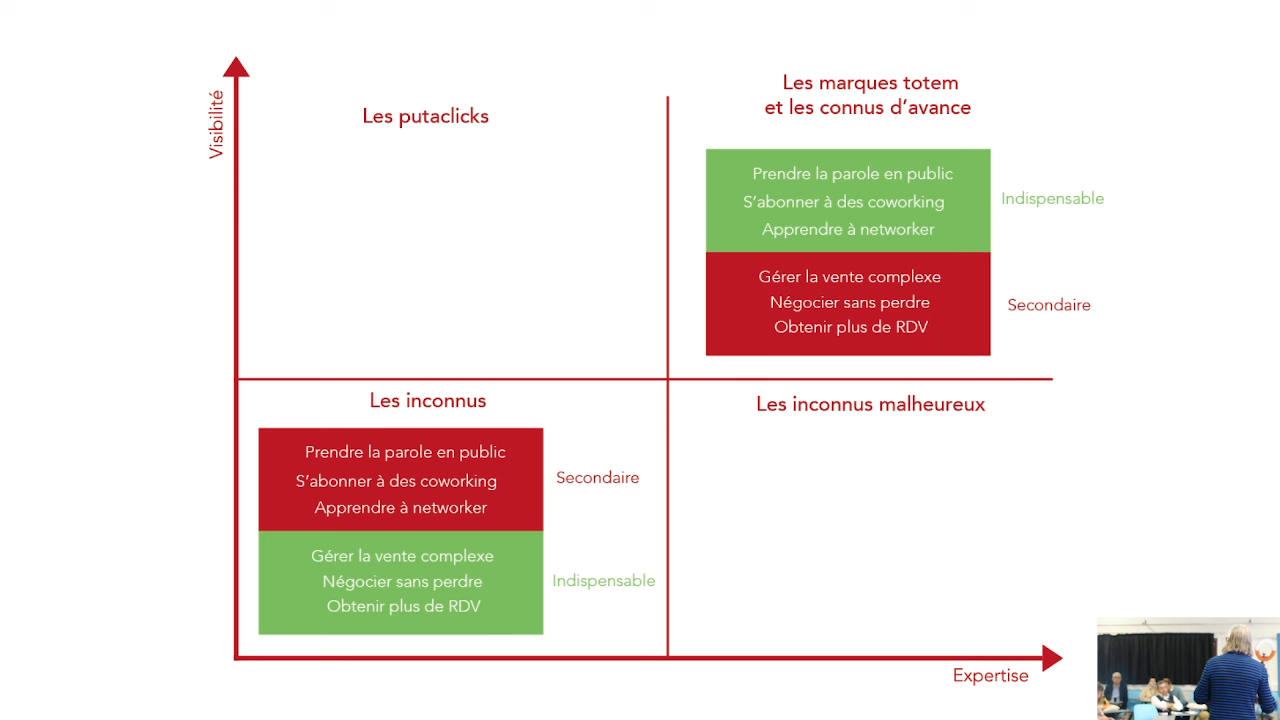 Visibilité
Les putaclicks
Les marques totem
et les connus d’avance
Prendre la parole en public
S’abonner à des coworking
Apprendre à networker
Indispensable
Gérer la vente complexe
Négocier sans perdre
Obtenir plus de RDV
Secondaire
Les inconnus
Prendre la parole en public
S’abonner à des coworking
Apprendre à networker
Secondaire
Gérer la vente complexe
Négocier sans perdre
Obtenir plus de RDV
Indispensable
Les inconnus malheureux
Expertise